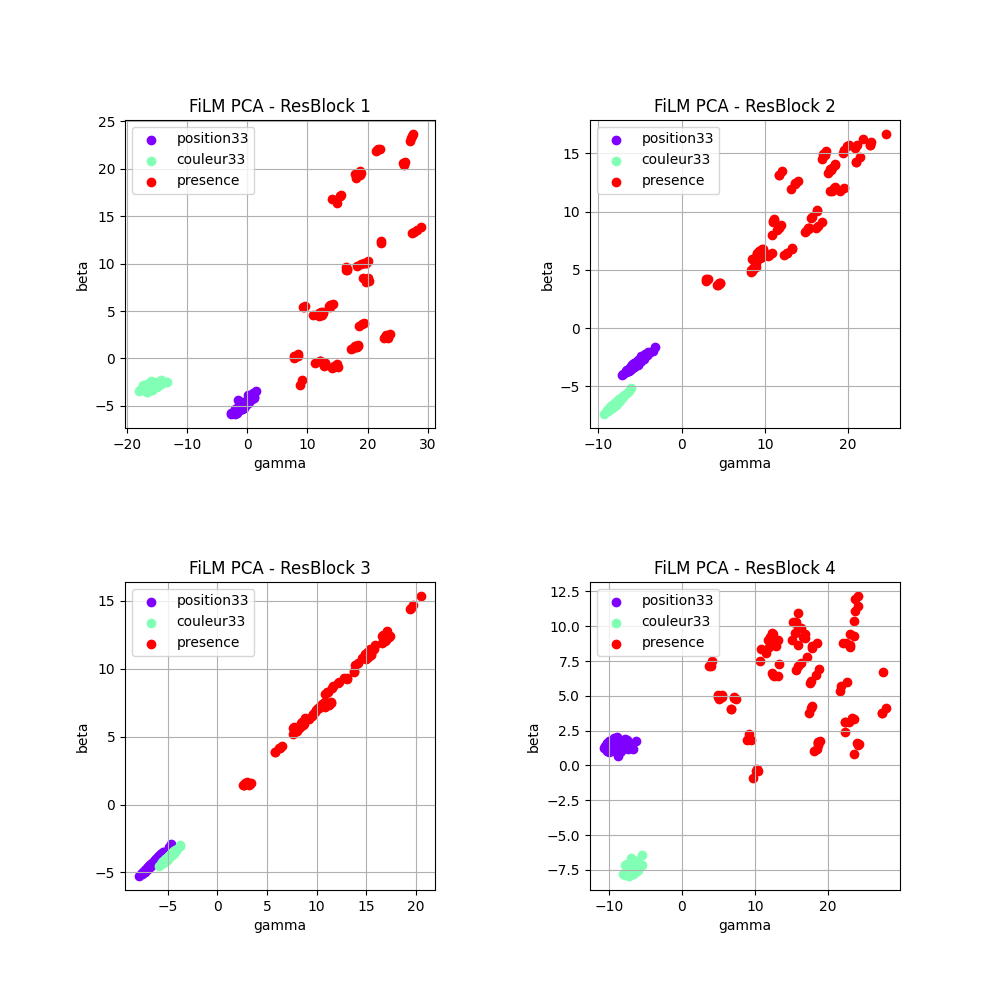 FiLM PCA - ResBlock 1
25
20
15
10
5
0
−5
beta
position33
couleur33
presence
−20 −10 0 10 20 30
gamma
FiLM PCA - ResBlock 2
15
10
5
0
−5
beta
position33
couleur33
presence
−10 0 10 20
gamma
FiLM PCA - ResBlock 3
15
10
5
0
−5
beta
position33
couleur33
presence
−5 0 5 10 15 20
gamma
FiLM PCA - ResBlock 4
12.5
10.0
7.5
5.0
2.5
0.0
−2.5
−5.0
−7.5
beta
position33
couleur33
presence
−10 0 10 20
gamma